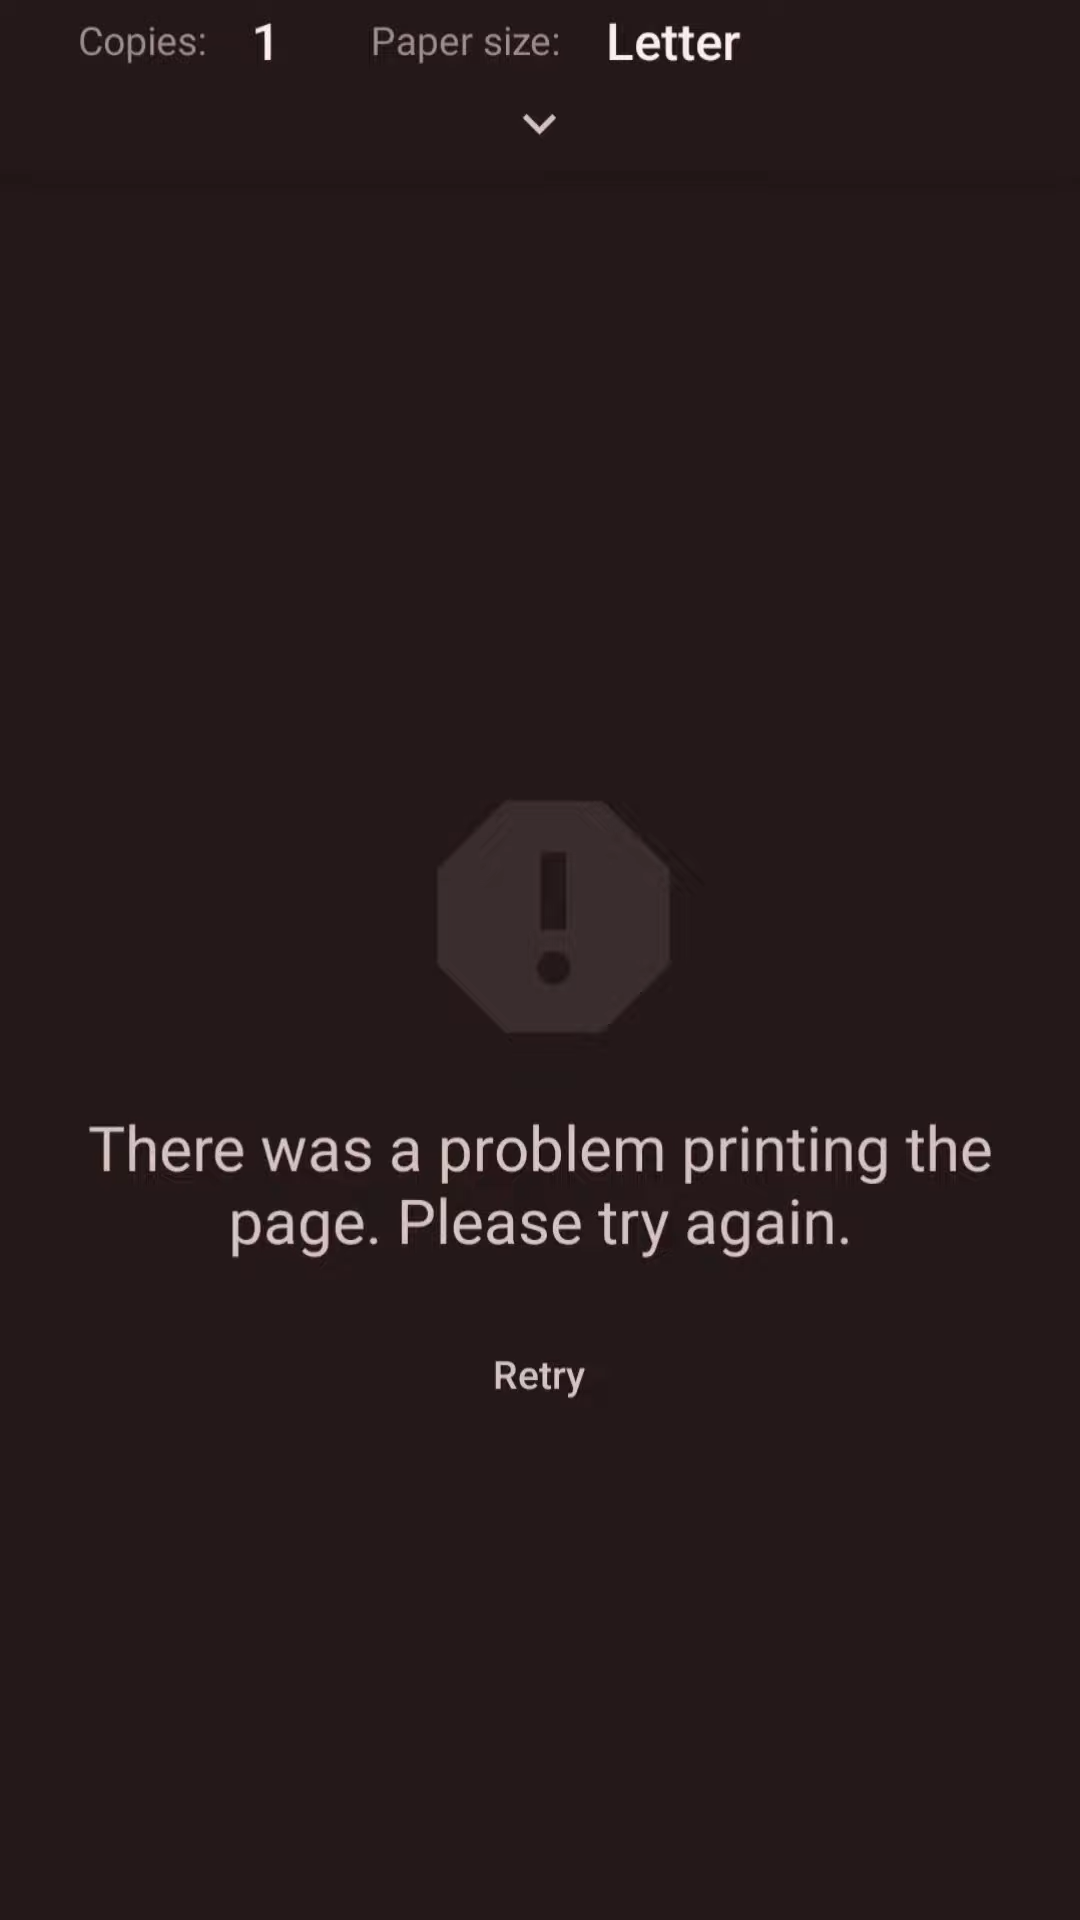 Copies: 1 Paper size: Letter
There was a problem printing the
page. Please try again.
Retry